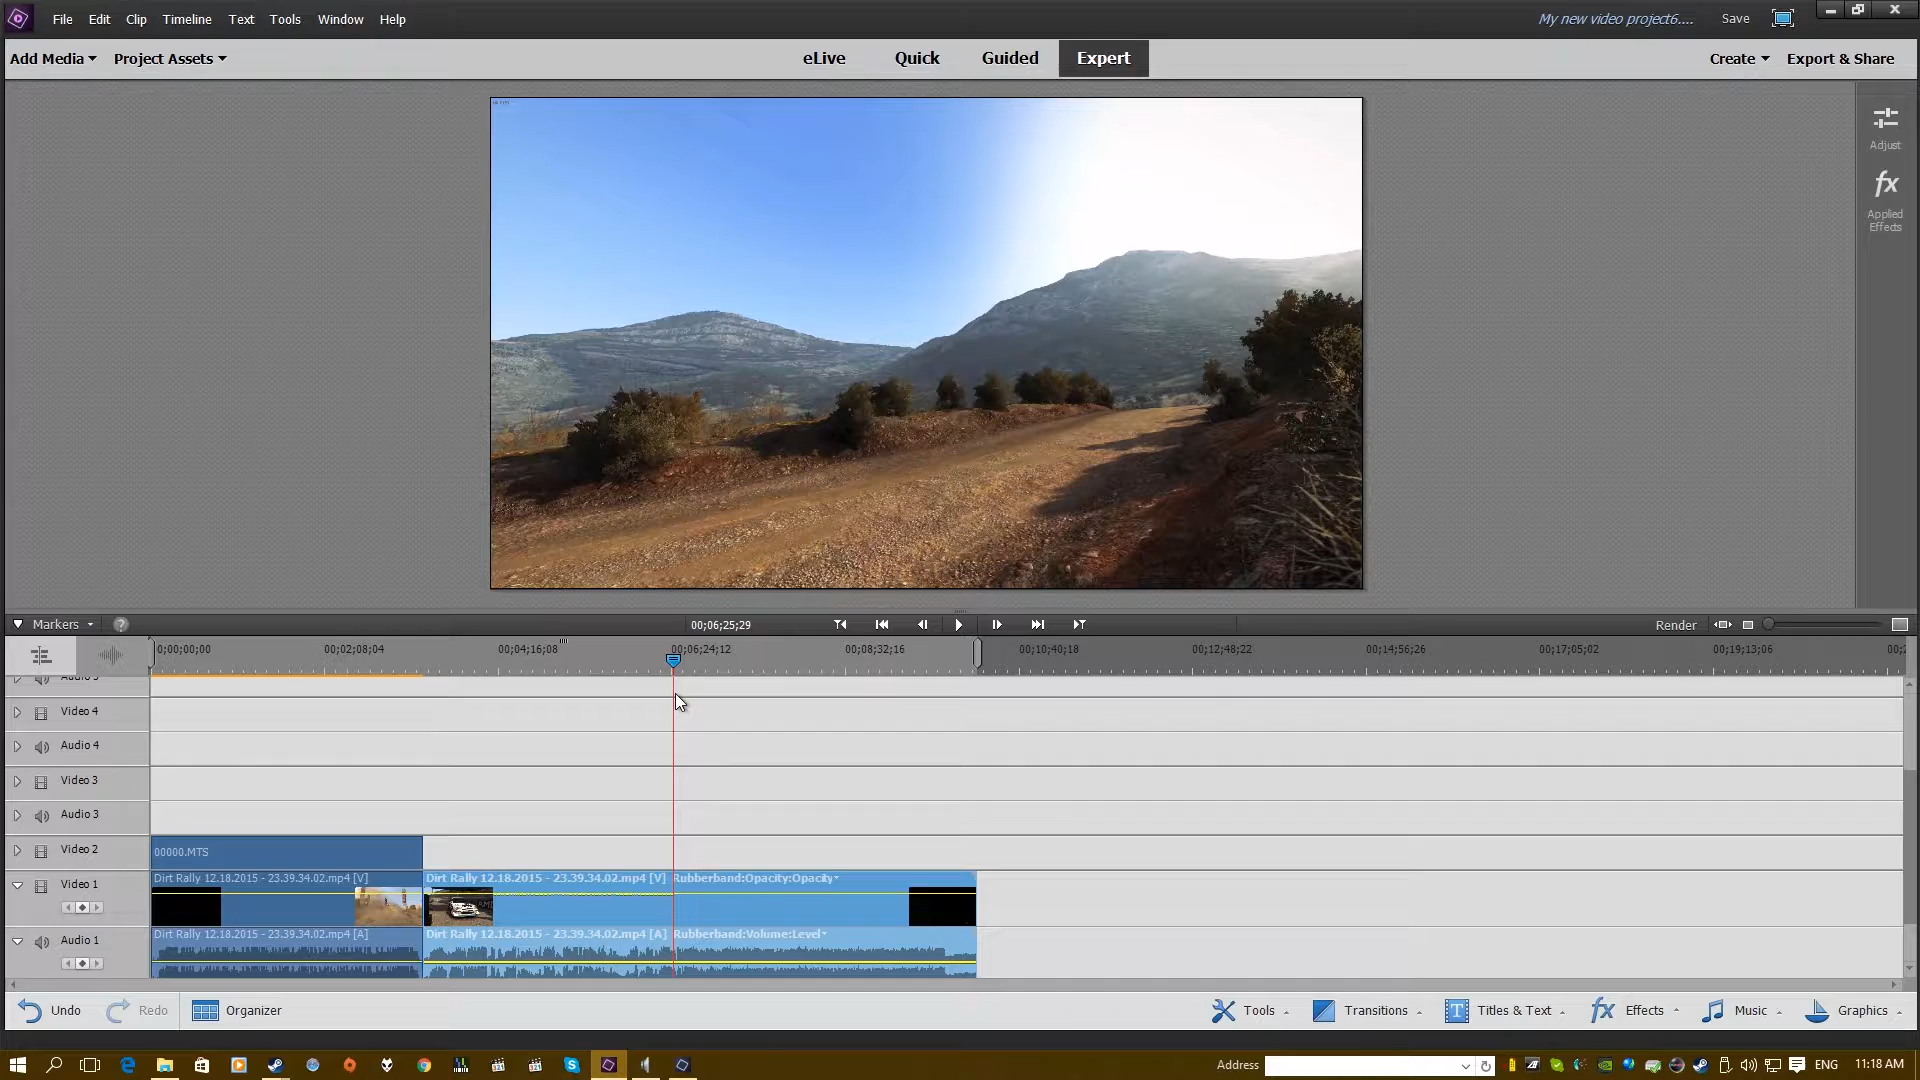 File Edit Clip Timeline Text Tools Window Help
My new video project6.... Save
Add Media Project Assets eLive Quick Guided Expert Create Export & Share
Adjust
fx
Applied
Effects
Markers ? 00;06;25;29 Render
0;00;00;00 00;02;08;04 00;04;16;08 00;06;24;12 00;08;32;16 00;10;40;18 00;12;48;22 00;14;56;26 00;17;05;02 00;19;13;06 00;2
Video 4
Audio 4
Video 3
Audio 3
Video 2 00000.MTS
Dirt Rally 12.18.2015 - 23.39.34.02.mp4 [V] Dirt Rally 12.18.2015 - 23.39.34.02.mp4 [V] Rubberband:Opacity:Opacity
Video 1
Dirt Rally 12.18.2015 - 23.39.34.02.mp4 [A] Dirt Rally 12.18.2015 - 23.39.34.02.mp4 [A] Rubberband:Volume:Level
Audio 1
Undo Redo Organizer Tools Transitions T Titles & Text fx Effects Music Graphics
Address ENG 11:18 AM